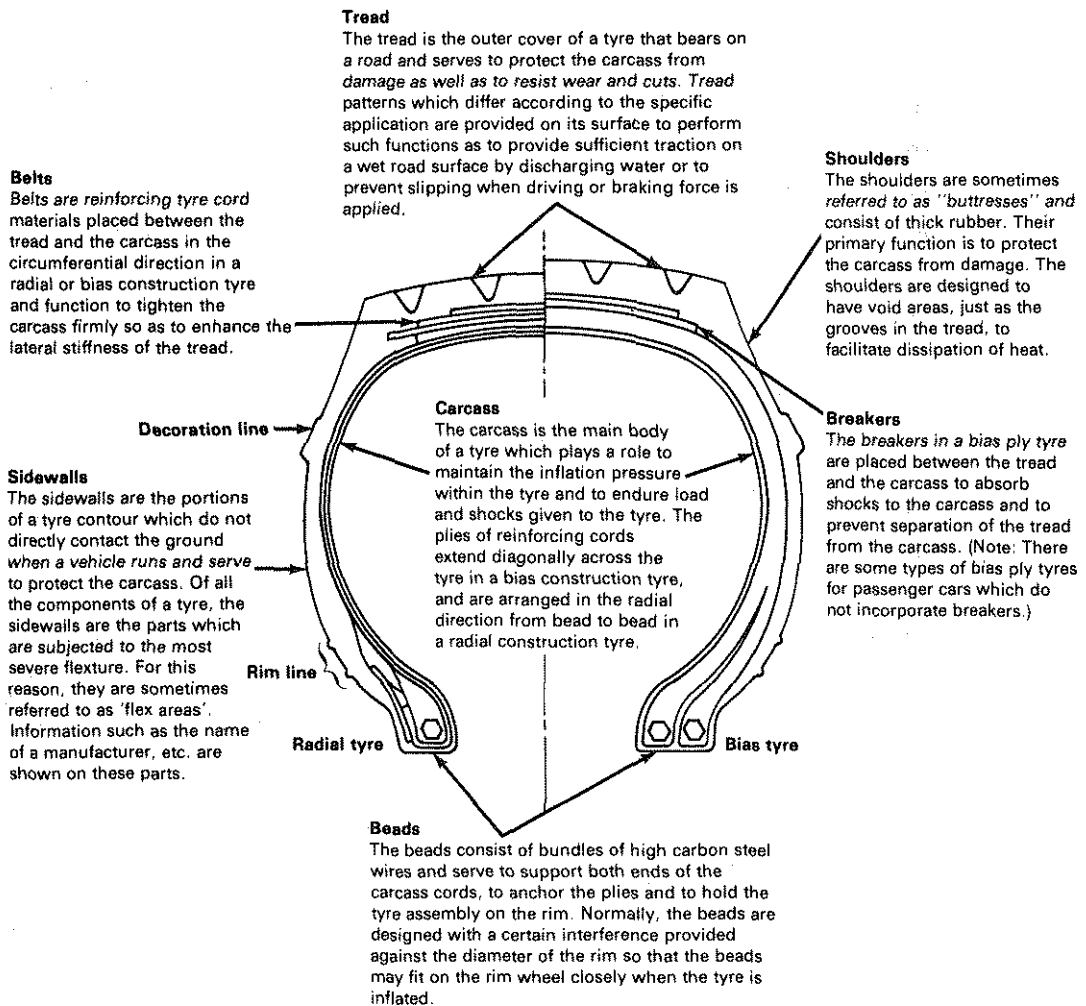 Tread
The tread is the outer cover of a tyre that bears on
a road and serves to protect the carcass from
damage as well as to resist wear and cuts. Tread
patterns which differ according to the specific
application are provided on its surface to perform
such functions as to provide sufficient traction on
a wet road surface by discharging water or to
prevent slipping when driving or braking force is
applied.
Belts
Belts are reinforcing tyre cord
materials placed between the
tread and the carcass in the
circumferential direction in a
radial or bias construction tyre
and function to tighten the
carcass firmly so as to enhance the
lateral stiffness of the tread.
Shoulders
The shoulders are sometimes
referred to as "buttresses" and
consist of thick rubber. Their
primary function is to protect
the carcass from damage. The
shoulders are designed to
have void areas, just as the
grooves in the tread, to
facilitate dissipation of heat.
Decoration line
Carcass
The carcass is the main body
of a tyre which plays a role to
maintain the inflation pressure
within the tyre and to endure load
and shocks given to the tyre. The
plies of reinforcing cords
extend diagonally across the
tyre in a bias construction tyre,
and are arranged in the radial
direction from bead to bead in
a radial construction tyre.
Breakers
The breakers in a bias ply tyre
are placed between the tread
and the carcass to absorb
shocks to the carcass and to
prevent separation of the tread
from the carcass. (Note: There
are some types of bias ply tyres
for passenger cars which do
not incorporate breakers.)
Sidewalls
The sidewalls are the portions
of a tyre contour which do not
directly contact the ground
when a vehicle runs and serve
to protect the carcass. Of all
the components of a tyre, the
sidewalls are the parts which
are subjected to the most
severe flexture. For this
reason, they are sometimes
referred to as 'flex areas'.
Information such as the name
of a manufacturer, etc. are
shown on these parts.
Rim line
Radial tyre
Bias tyre
Beads
The beads consist of bundles of high carbon steel
wires and serve to support both ends of the
carcass cords, to anchor the plies and to hold the
tyre assembly on the rim. Normally, the beads are
designed with a certain interference provided
against the diameter of the rim so that the beads
may fit on the rim wheel closely when the tyre is
inflated.